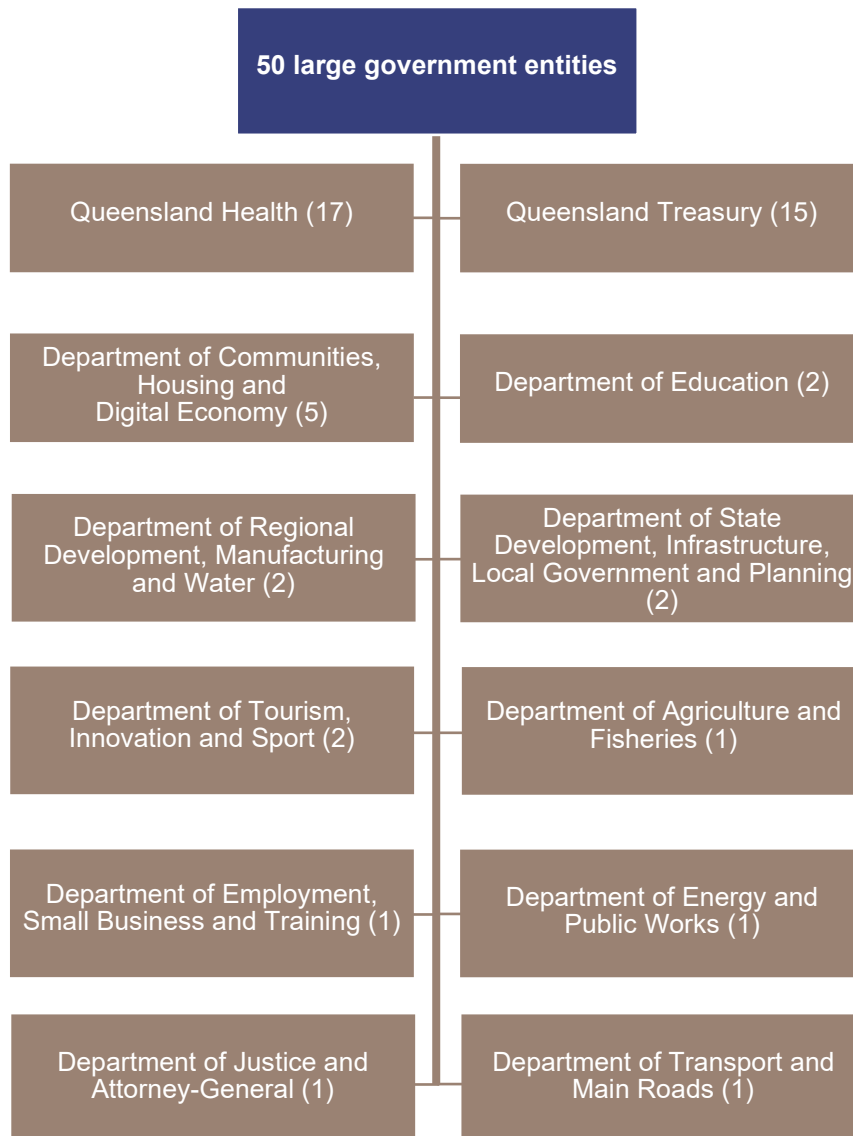 50 large government entities
Queensland Health (17)
Queensland Treasury (15)
Department of Communities,
Housing and
Digital Economy (5)
Department of Education (2)
Department of Regional
Development, Manufacturing
and Water (2)
Department of State
Development, Infrastructure,
Local Government and Planning
(2)
Department of Tourism,
Innovation and Sport (2)
Department of Agriculture and
Fisheries (1)
Department of Employment,
Small Business and Training (1)
Department of Energy and
Public Works (1)
Department of Justice and
Attorney-General (1)
Department of Transport and
Main Roads (1)